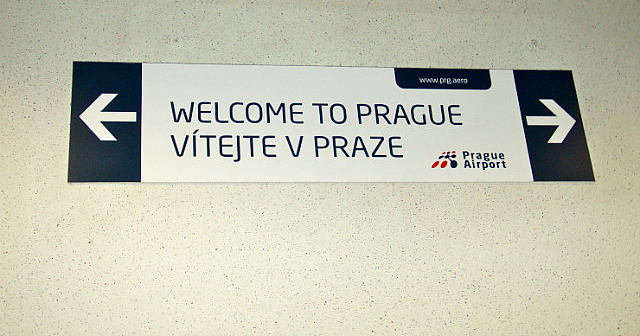 www.prg.aero
WELCOME TO PRAGUE
VÍTEJTE V PRAZE
Prague
Airport